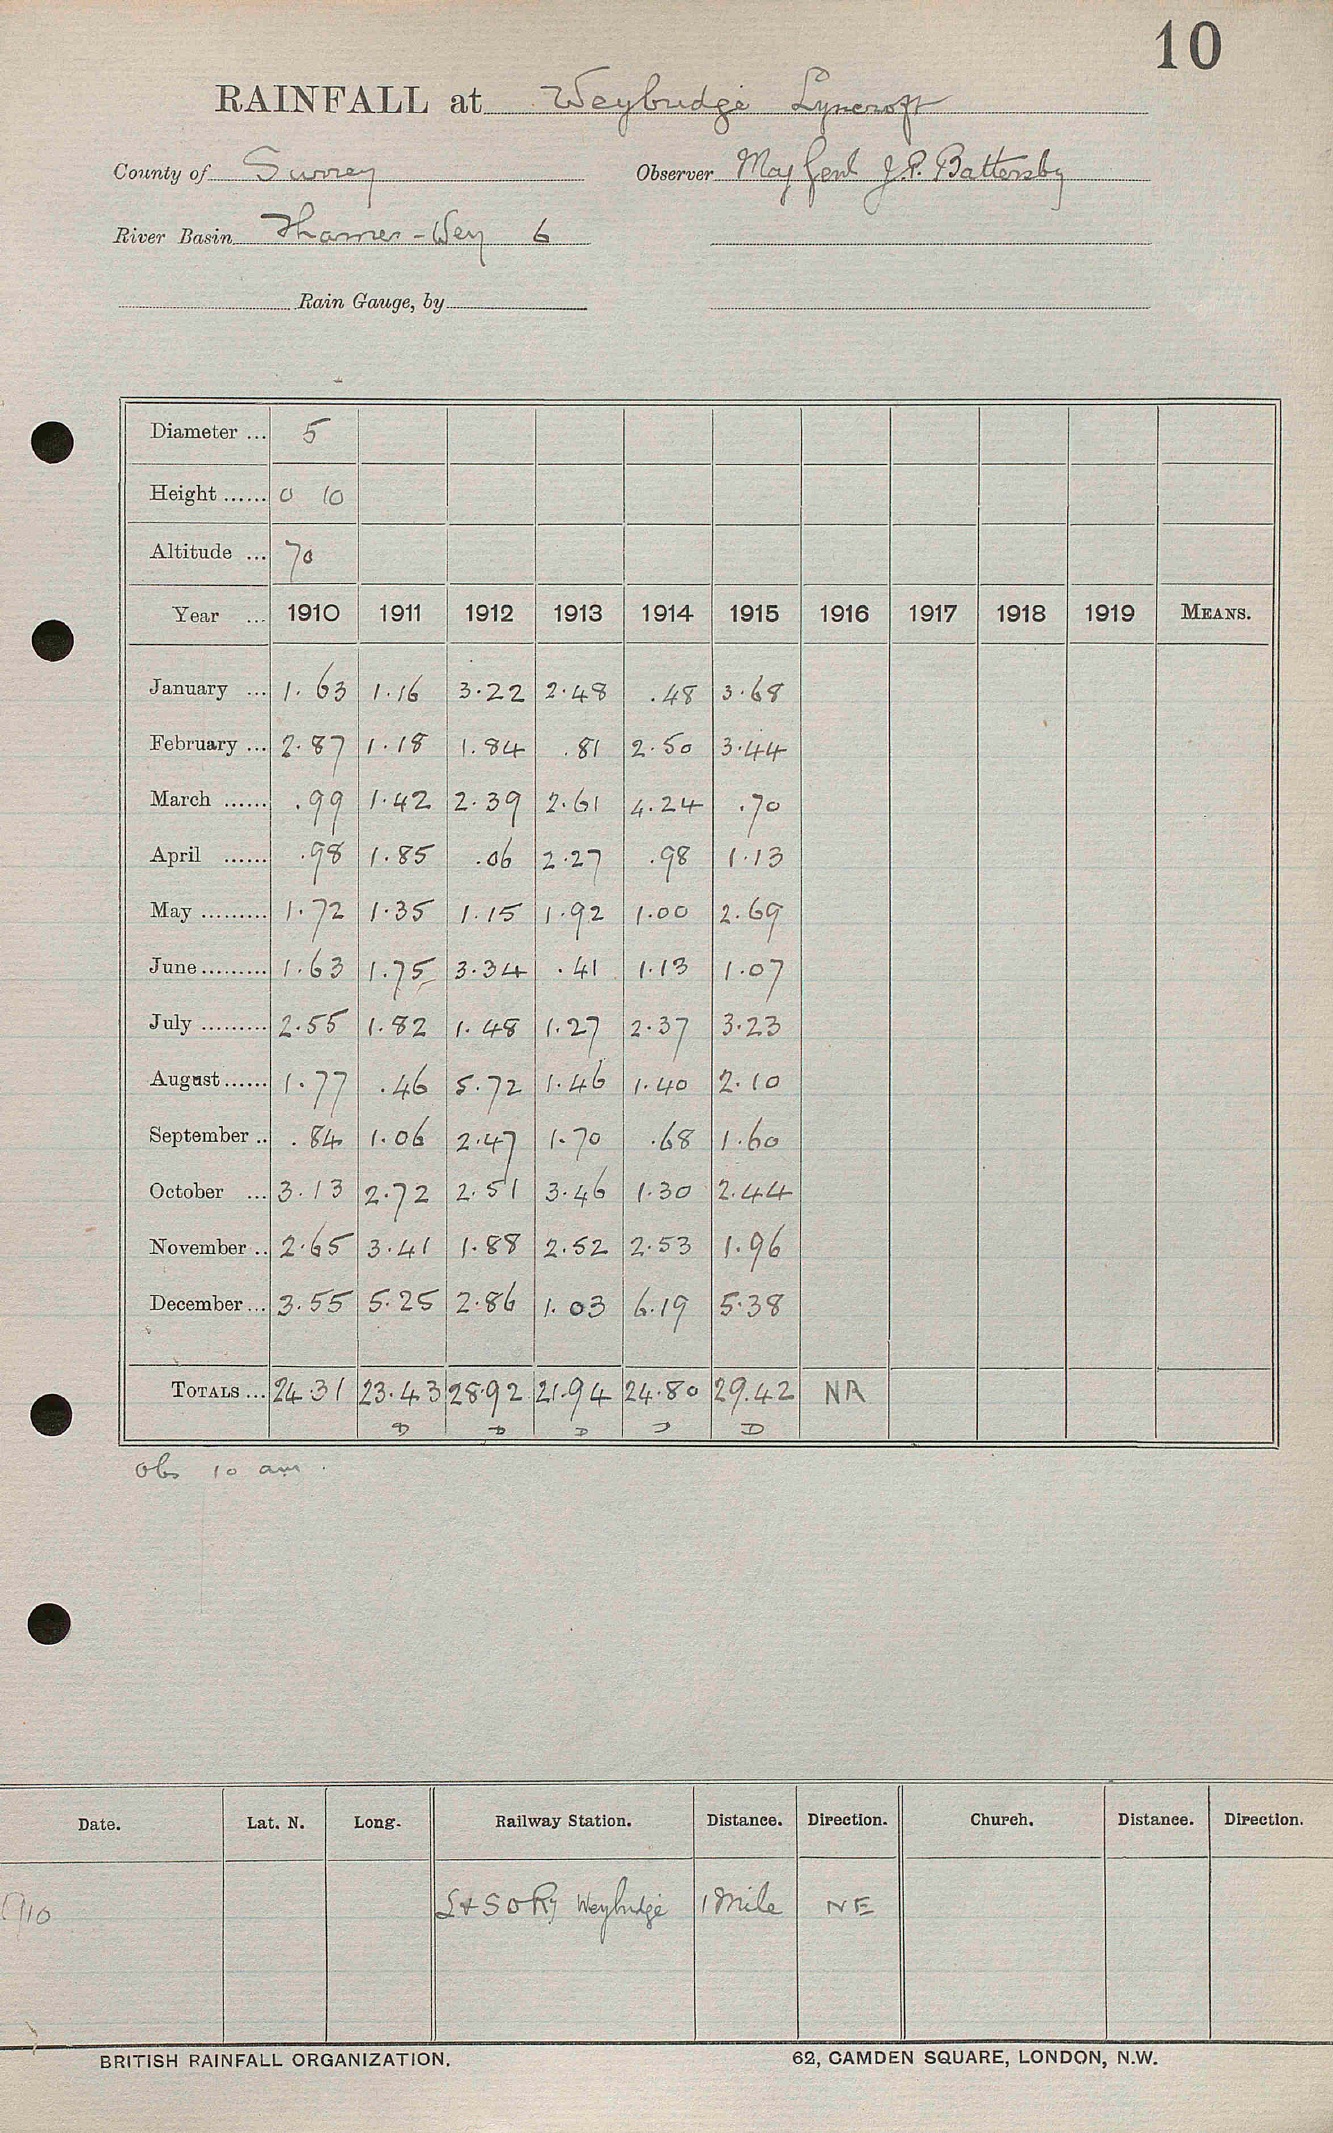 10
RAINFALL at Weybridge Lyncroft
County of Surrey Observer Maj Genl J.P. Battersby
River Basin Thames - Wey 6
Rain Gauge, by
Diameter ... 5
Height ...... 0 10
Altitude ... 70
Year ... 1910 1911 1912 1913 1914 1915 1916 1917 1918 1919 MEANS.
January ... 1.63 1.16 3.22 2.48 .48 3.68
February ... 2.87 1.18 1.84 .81 2.50 3.44
March ...... .99 1.42 2.39 2.61 4.24 .70
April ...... .98 1.85 .06 2.27 .98 1.13
May ......... 1.72 1.35 1.15 1.92 1.00 2.69
June ......... 1.63 1.75 3.34 .41 1.13 1.07
July ......... 2.55 1.82 1.48 1.27 2.37 3.23
August ...... 1.77 .46 5.72 1.46 1.40 2.10
September .. .84 1.06 2.47 1.70 .68 1.60
October ... 3.13 2.72 2.51 3.46 1.30 2.44
November .. 2.65 3.41 1.88 2.52 2.53 1.96
December ... 3.55 5.25 2.86 1.03 6.19 5.38
TOTALS ... 24.31 23.43 28.92 21.94 24.80 29.42 NR
D D D D D
Obs 10 am.
Date. Lat. N. Long. Railway Station. Distance. Direction. Church. Distance. Direction.
1910 L & S O Ry Weybridge 1 Mile NE
BRITISH RAINFALL ORGANIZATION. 62, CAMDEN SQUARE, LONDON, N.W.